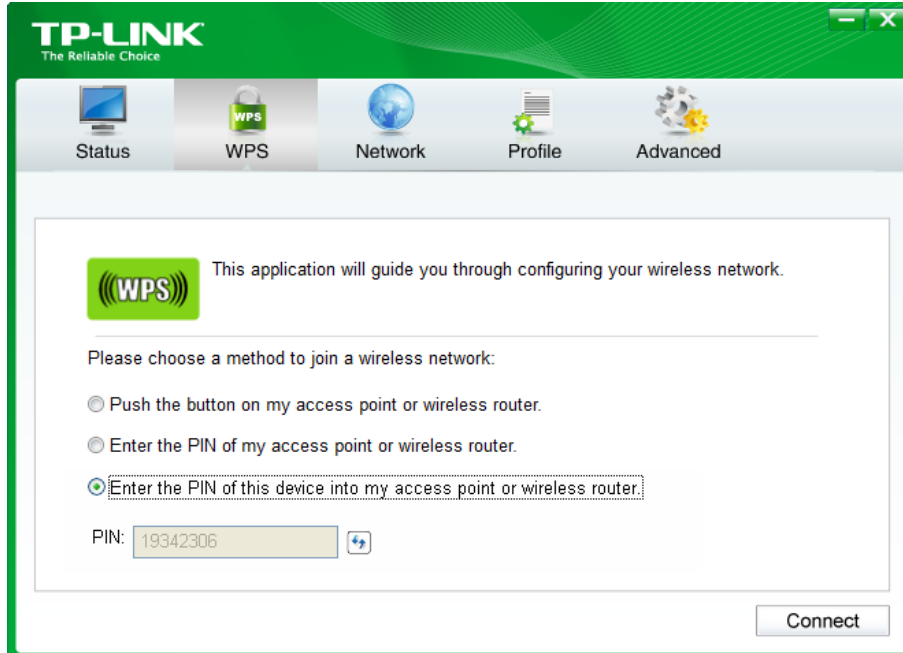 TP-LINK
The Reliable Choice
Status WPS Network Profile Advanced
WPS
This application will guide you through configuring your wireless network.
(((WPS)))
Please choose a method to join a wireless network:
Push the button on my access point or wireless router.
Enter the PIN of my access point or wireless router.
Enter the PIN of this device into my access point or wireless router.
PIN: 19342306
Connect